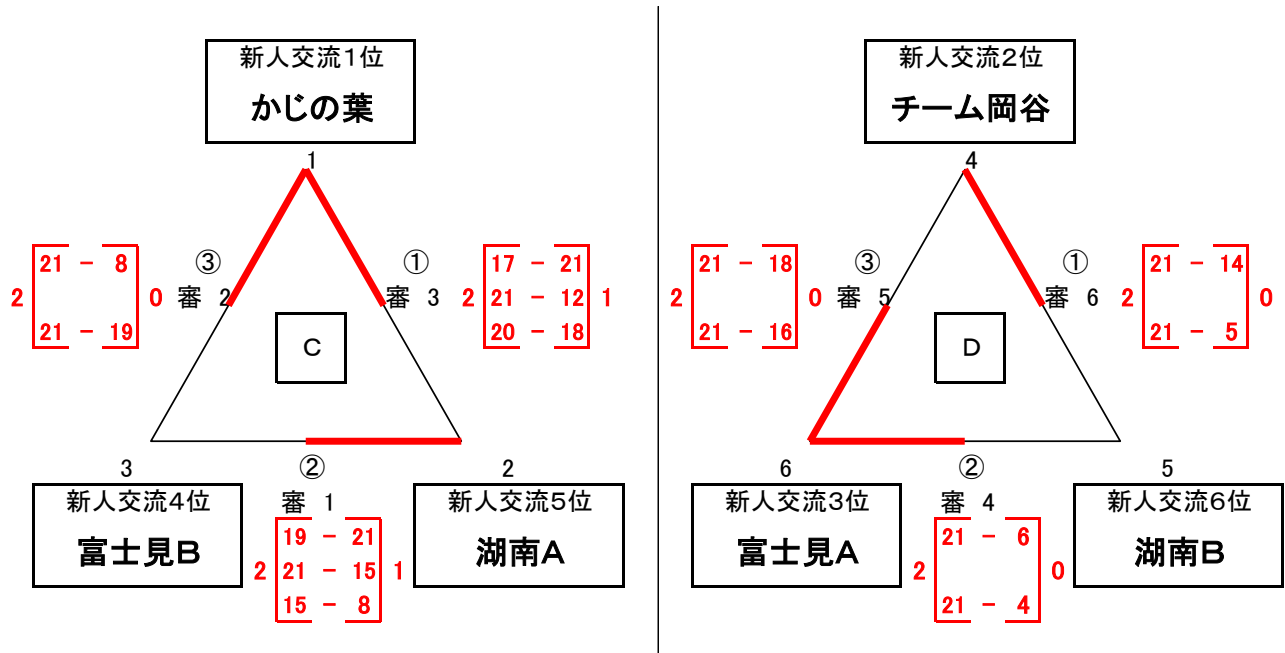 新人交流1位
かじの葉
1
③
審 2
2 21 － 8 0
21 － 19
①
審 3
2 17 － 21 1
21 － 12
20 － 18
C
3
新人交流4位
富士見B
②
審 1
2 19 － 21 1
21 － 15
15 － 8
2
新人交流5位
湖南A
新人交流2位
チーム岡谷
4
③
審 5
2 21 － 18 0
21 － 16
①
審 6
2 21 － 14 0
21 － 5
D
6
新人交流3位
富士見A
②
審 4
2 21 － 6 0
21 － 4
5
新人交流6位
湖南B